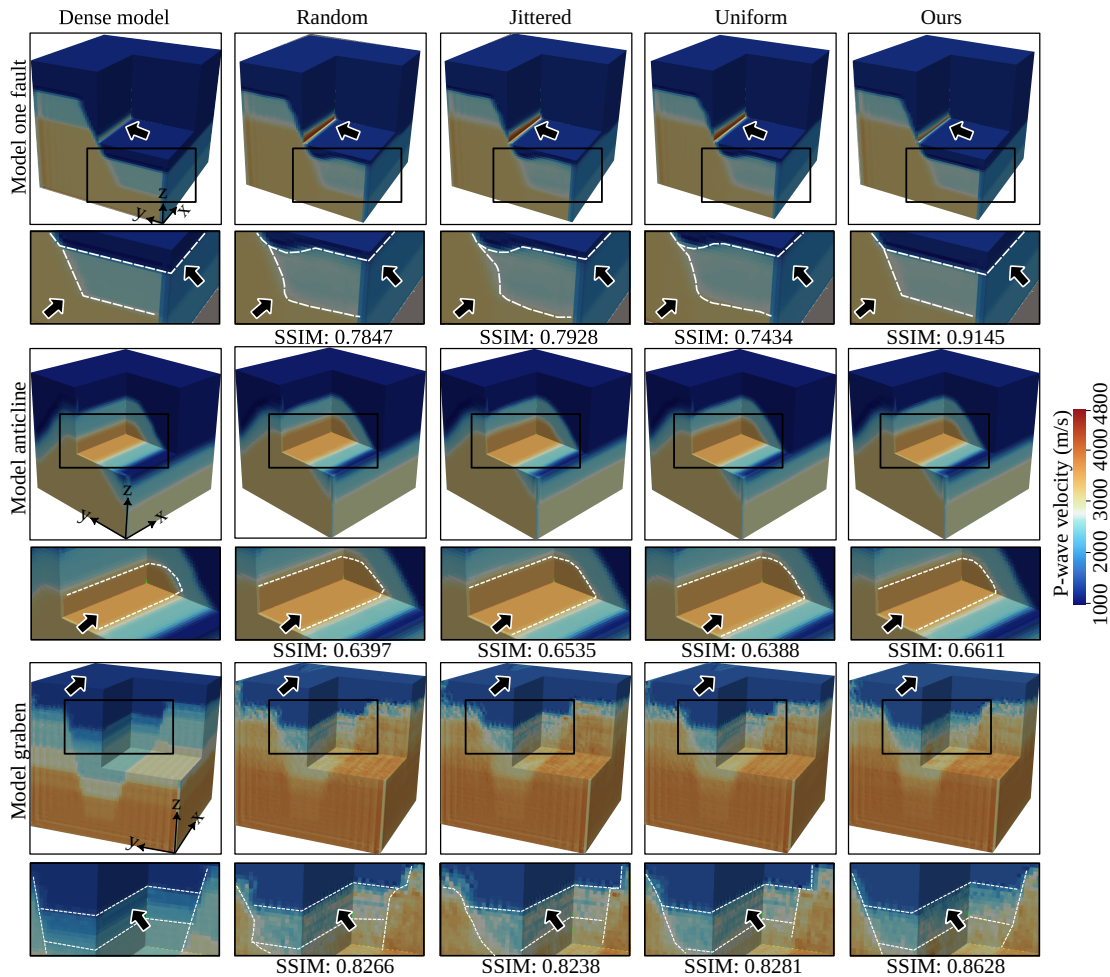 Dense model Random Jittered Uniform Ours
Model one fault
z
y x
SSIM: 0.7847 SSIM: 0.7928 SSIM: 0.7434 SSIM: 0.9145
Model anticline
z
y x
SSIM: 0.6397 SSIM: 0.6535 SSIM: 0.6388 SSIM: 0.6611
Model graben
z
y x
SSIM: 0.8266 SSIM: 0.8238 SSIM: 0.8281 SSIM: 0.8628
P-wave velocity (m/s)
1000 2000 3000 4000 4800